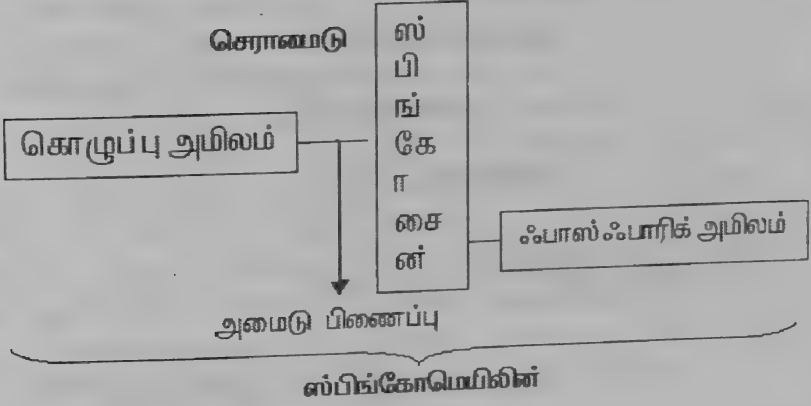 செராமைடு
ஸ்
பி
ங்
கே
ா
சை
ன்
கொழுப்பு அமிலம்
ஃபாஸ்ஃபாரிக் அமிலம்
அமைடு பிணைப்பு
ஸ்பிங்கோமெயிலின்